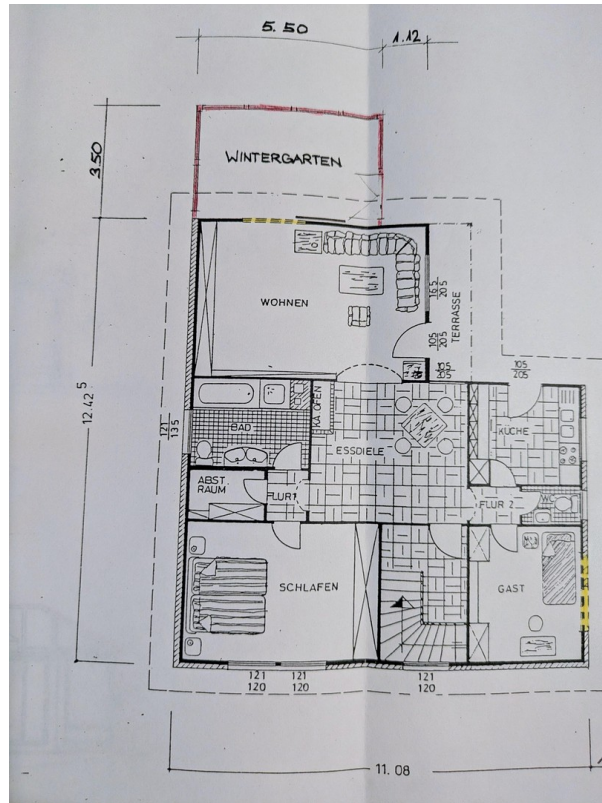 5.50
1.12
3.50
WINTERGARTEN
WOHNEN
165
205
TERRASSE
105
205
105
205
105
205
12.42 5
121
135
BAD
KA.OFEN
ESSDIELE
KÜCHE
ABST.
RAUM
FLUR 1
FLUR 2
WC
SCHLAFEN
GAST
121
120
121
120
121
120
11.08